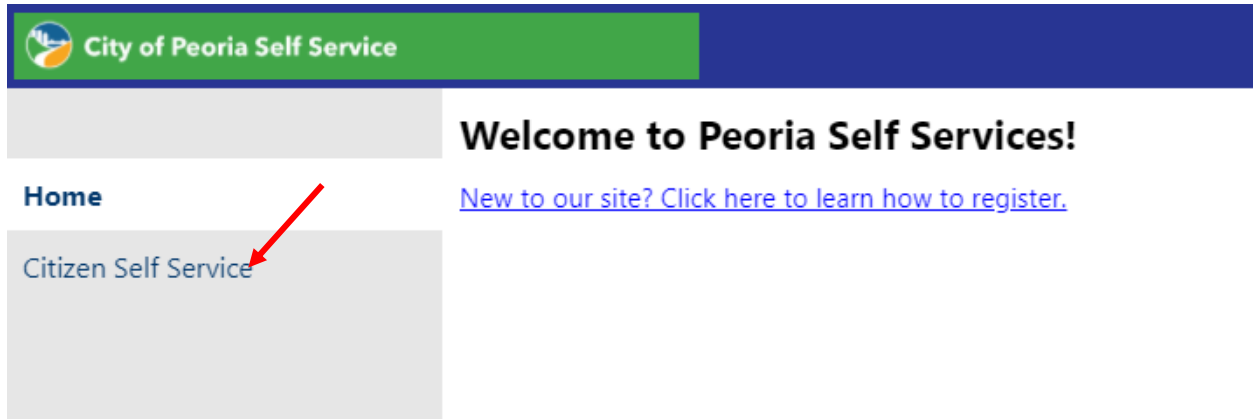 City of Peoria Self Service
Welcome to Peoria Self Services!
Home
New to our site? Click here to learn how to register.
Citizen Self Service